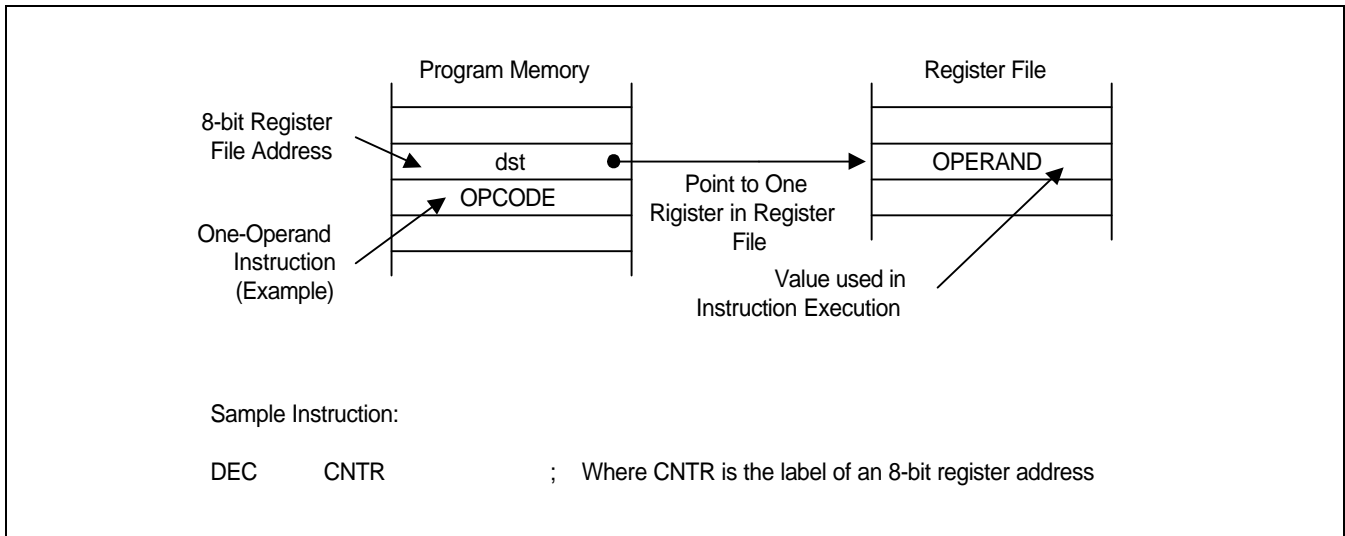 Program Memory
Register File
8-bit Register
File Address
dst
OPERAND
OPCODE
Point to One
Rigister in Register
File
One-Operand
Instruction
(Example)
Value used in
Instruction Execution
Sample Instruction:
DEC CNTR ; Where CNTR is the label of an 8-bit register address